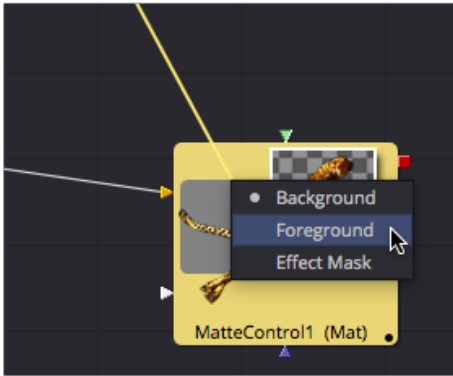 Background
Foreground
Effect Mask
MatteControl1 (Mat)